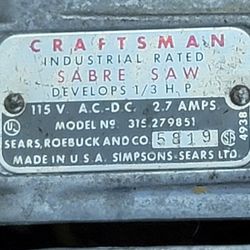 CRAFTSMAN
INDUSTRIAL RATED
SABRE SAW
DEVELOPS 1/3 H.P.
115 V. A.C.-D.C. 2.7 AMPS.
MODEL Nº 315.279851
SEARS, ROEBUCK AND CO. 5819
MADE IN U.S.A. SIMPSONS-SEARS LTD.
UL
4938